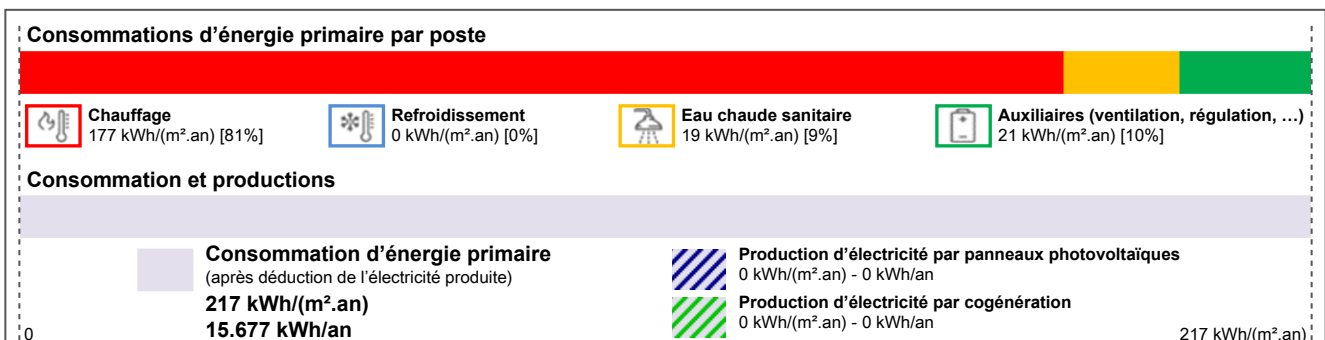 Consommations d’énergie primaire par poste
Chauffage
177 kWh/(m².an) [81%]
Refroidissement
0 kWh/(m².an) [0%]
Eau chaude sanitaire
19 kWh/(m².an) [9%]
Auxiliaires (ventilation, régulation, …)
21 kWh/(m².an) [10%]
Consommation et productions
Consommation d’énergie primaire
(après déduction de l’électricité produite)
217 kWh/(m².an)
15.677 kWh/an
Production d’électricité par panneaux photovoltaïques
0 kWh/(m².an) - 0 kWh/an
Production d’électricité par cogénération
0 kWh/(m².an) - 0 kWh/an
0
217 kWh/(m².an)